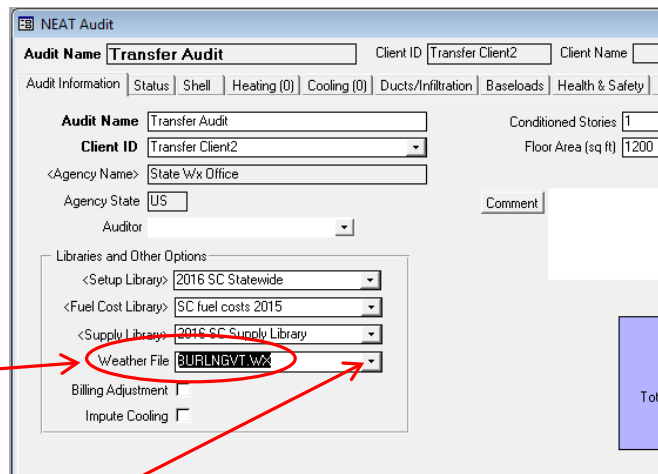 NEAT Audit
Audit Name Transfer Audit Client ID Transfer Client2 Client Name
Audit Information Status Shell Heating (0) Cooling (0) Ducts/Infiltration Baseloads Health & Safety
Audit Name Transfer Audit Conditioned Stories 1
Client ID Transfer Client2 Floor Area (sq ft) 1200
<Agency Name> State Wx Office
Agency State US Comment
Auditor
Libraries and Other Options
<Setup Library> 2016 SC Statewide
<Fuel Cost Library> SC fuel costs 2015
<Supply Library> 2016 SC Supply Library
Weather File BURLNGVT.WX
Billing Adjustment
Tot
Impute Cooling